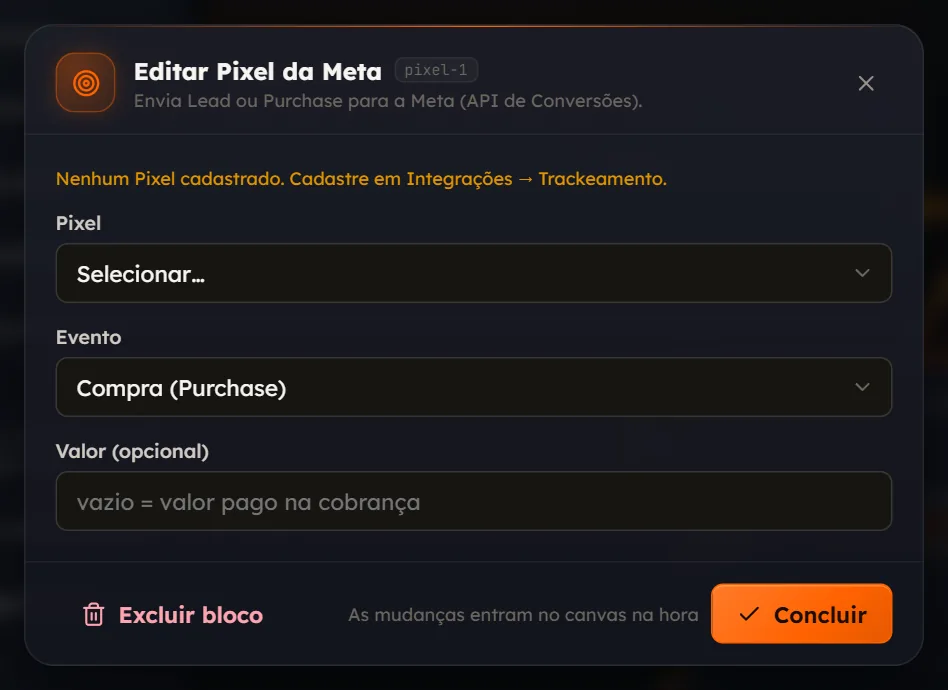 Editar Pixel da Meta pixel-1
Envia Lead ou Purchase para a Meta (API de Conversões).
Nenhum Pixel cadastrado. Cadastre em Integrações → Trackeamento.
Pixel
Selecionar...
Evento
Compra (Purchase)
Valor (opcional)
vazio = valor pago na cobrança
Excluir bloco As mudanças entram no canvas na hora Concluir